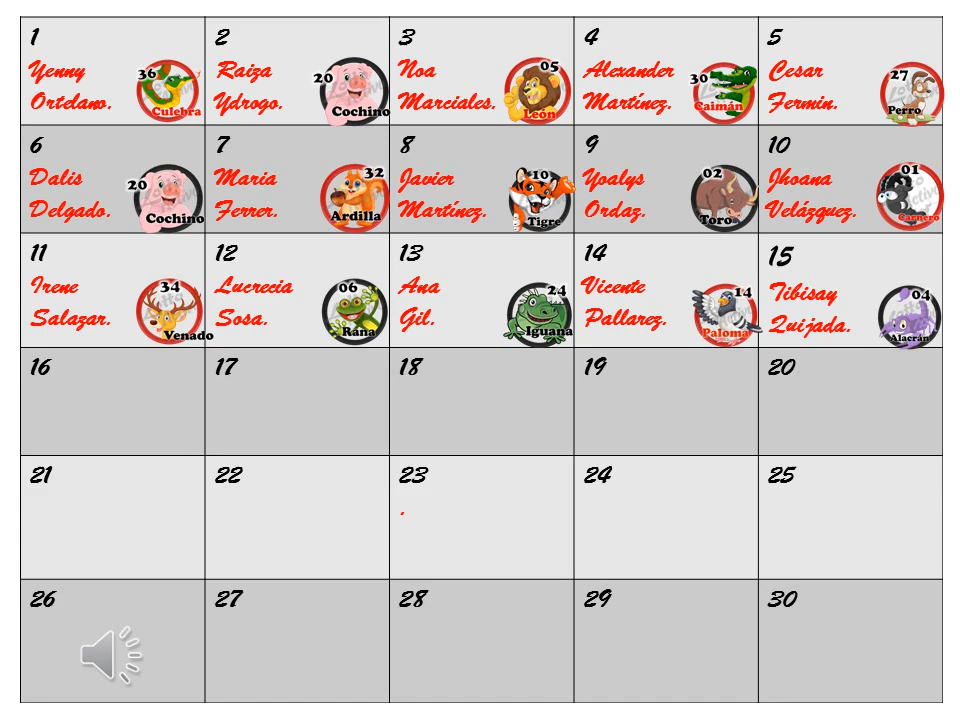 1
Yenny
Ortelano.
36
Culebra
2
Raiza
Ydrogo.
20
Cochino
3
Noa
Marciales.
05
León
4
Alexander
Martínez.
30
Caimán
5
Cesar
Fermin.
27
Perro
6
Dalis
Delgado.
20
Cochino
7
Maria
Ferrer.
32
Ardilla
8
Javier
Martínez.
10
Tigre
9
Yoalys
Ordaz.
02
Toro
10
Jhoana
Velázquez.
01
Carnero
11
Irene
Salazar.
34
Venado
12
Lucrecia
Sosa.
06
Rana
13
Ana
Gil.
24
Iguana
14
Vicente
Pallarez.
14
Paloma
15
Tibisay
Quijada.
04
Alacrán
16
17
18
19
20
21
22
23
.
24
25
26
27
28
29
30